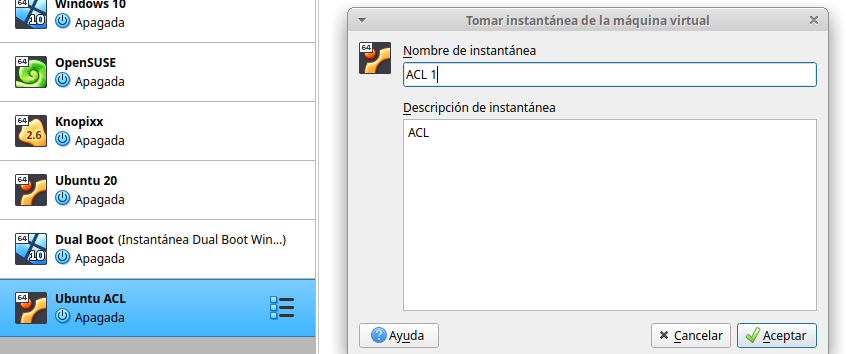 Windows 10
10
Apagada
64
OpenSUSE
Apagada
64
Knopixx
2.6
Apagada
64
Ubuntu 20
Apagada
64
Dual Boot (Instantánea Dual Boot Win...)
10
Apagada
64
Ubuntu ACL
Apagada
Tomar instantánea de la máquina virtual
64
Nombre de instantánea
ACL 1
Descripción de instantánea
ACL
Ayuda
Cancelar
Aceptar